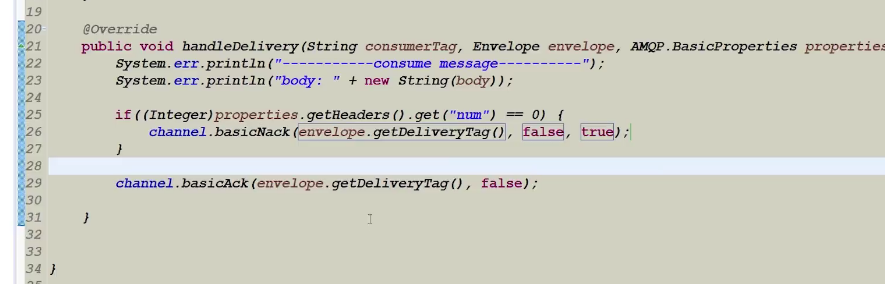 19
20 @Override
21 public void handleDelivery(String consumerTag, Envelope envelope, AMQP.BasicProperties properties
22 System.err.println("-----------consume message----------");
23 System.err.println("body: " + new String(body));
24
25 if((Integer)properties.getHeaders().get("num") == 0) {
26 channel.basicNack(envelope.getDeliveryTag(), false, true);
27 }
28
29 channel.basicAck(envelope.getDeliveryTag(), false);
30
31 }
32
33
34 }